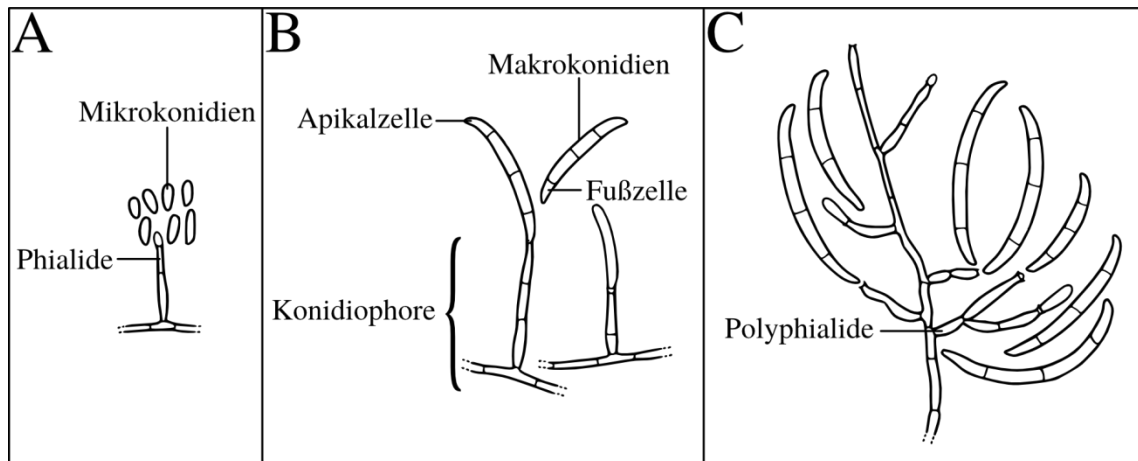 A
Mikrokonidien
Phialide
B
Makrokonidien
Apikalzelle
Fußzelle
Konidiophore
C
Polyphialide